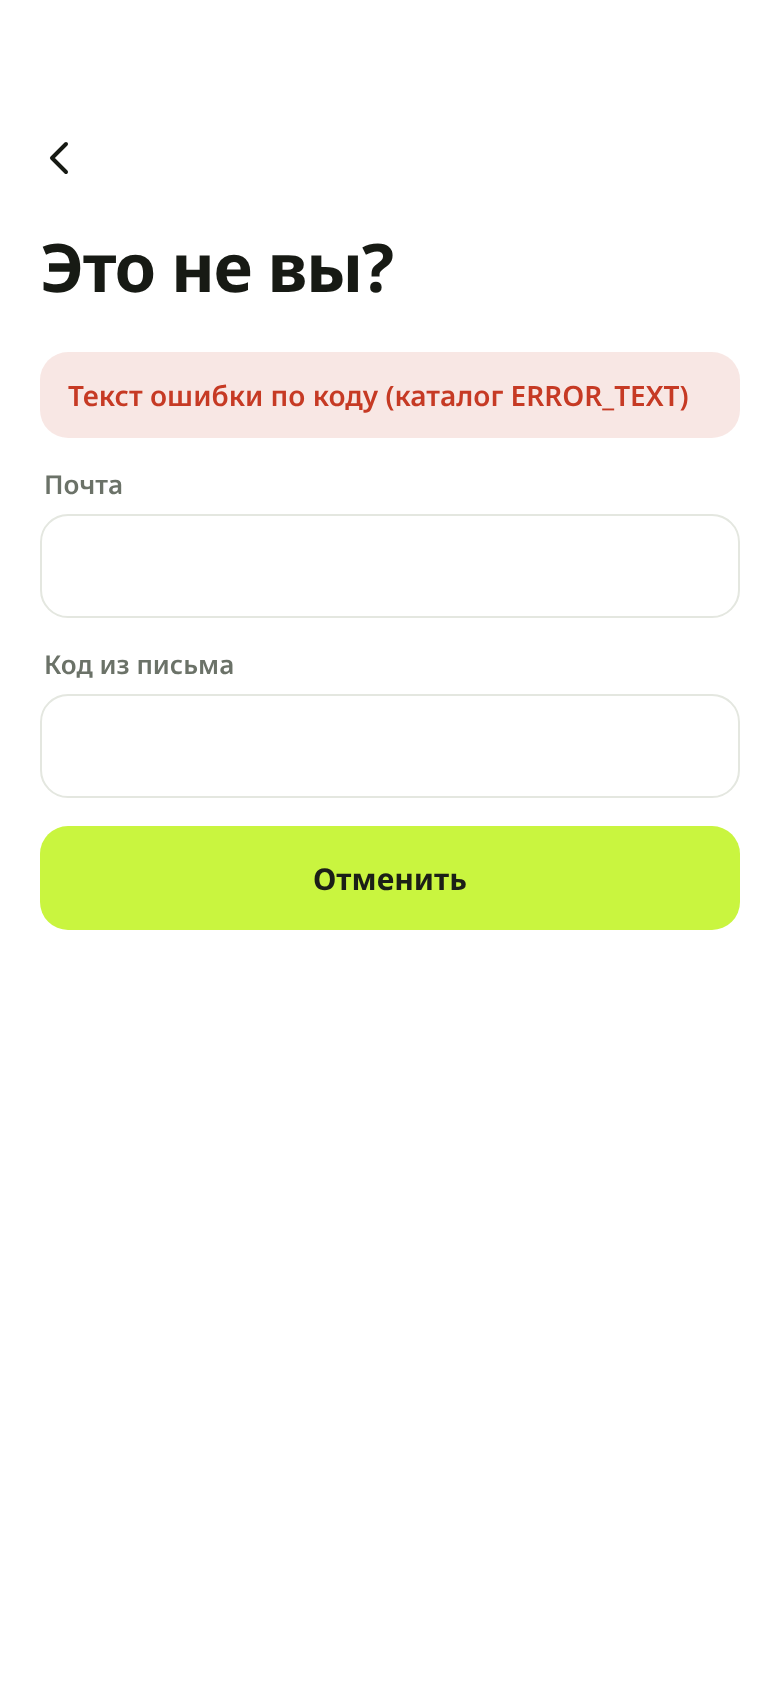 Это не вы?
Текст ошибки по коду (каталог ERROR_TEXT)
Почта
Код из письма
Отменить